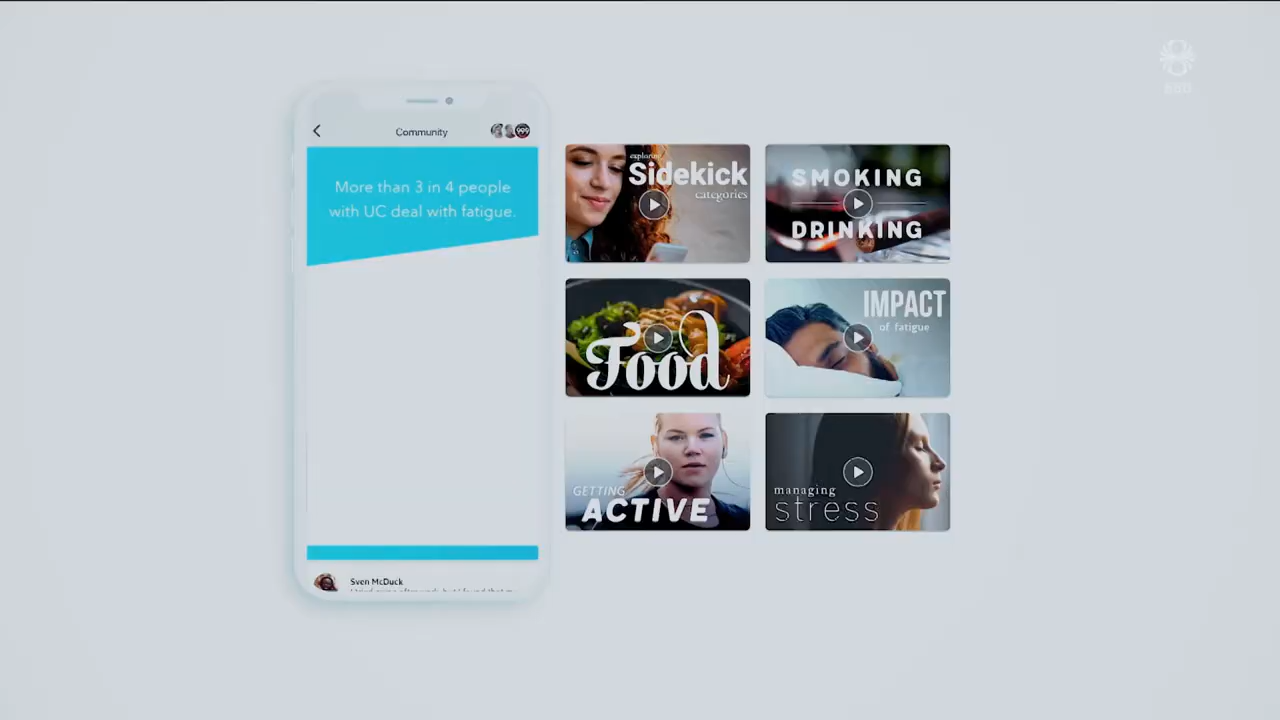 Community
More than 3 in 4 people
with UC deal with fatigue.
Sven McDuck
exploring
Sidekick
categories
SMOKING
DRINKING
Food
IMPACT
of fatigue
GETTING
ACTIVE
managing
stress